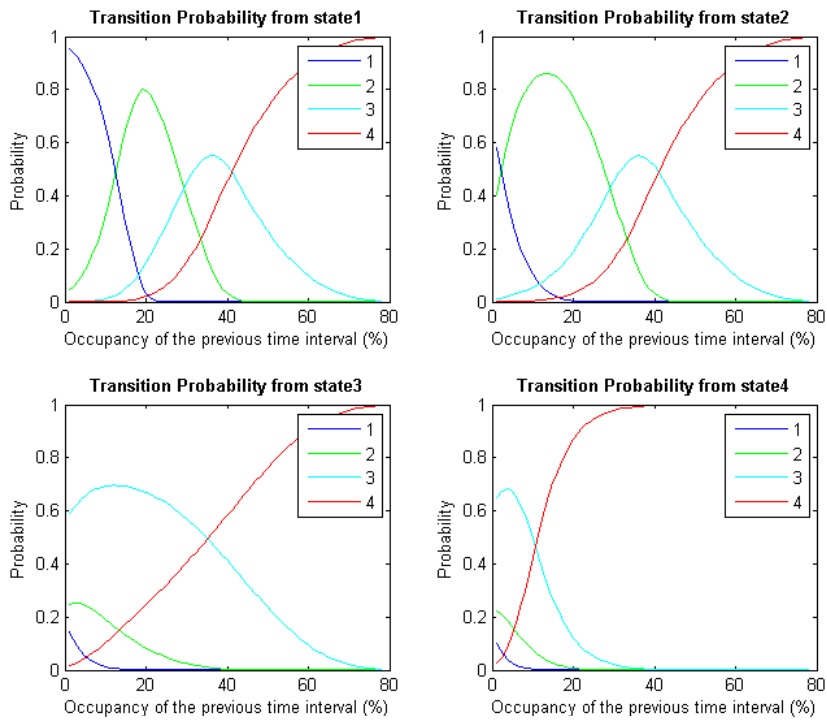 Transition Probability from state1
1
0.8
0.6
0.4
0.2
0
Probability
0 20 40 60 80
Occupancy of the previous time interval (%)
1
2
3
4
Transition Probability from state2
1
0.8
0.6
0.4
0.2
0
Probability
0 20 40 60 80
Occupancy of the previous time interval (%)
1
2
3
4
Transition Probability from state3
1
0.8
0.6
0.4
0.2
0
Probability
0 20 40 60 80
Occupancy of the previous time interval (%)
1
2
3
4
Transition Probability from state4
1
0.8
0.6
0.4
0.2
0
Probability
0 20 40 60 80
Occupancy of the previous time interval (%)
1
2
3
4